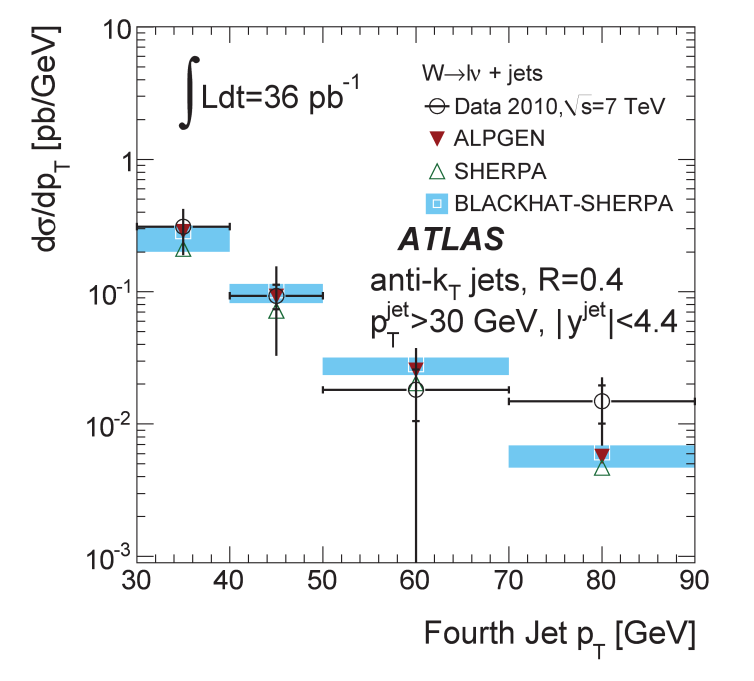 dσ/dp_T [pb/GeV]
10
1
10⁻¹
10⁻²
10⁻³
∫Ldt=36 pb⁻¹
W→lν + jets
Data 2010,√s=7 TeV
ALPGEN
SHERPA
BLACKHAT-SHERPA
ATLAS
anti-k_T jets, R=0.4
p_T^jet>30 GeV, |y^jet|<4.4
30 40 50 60 70 80 90
Fourth Jet p_T [GeV]